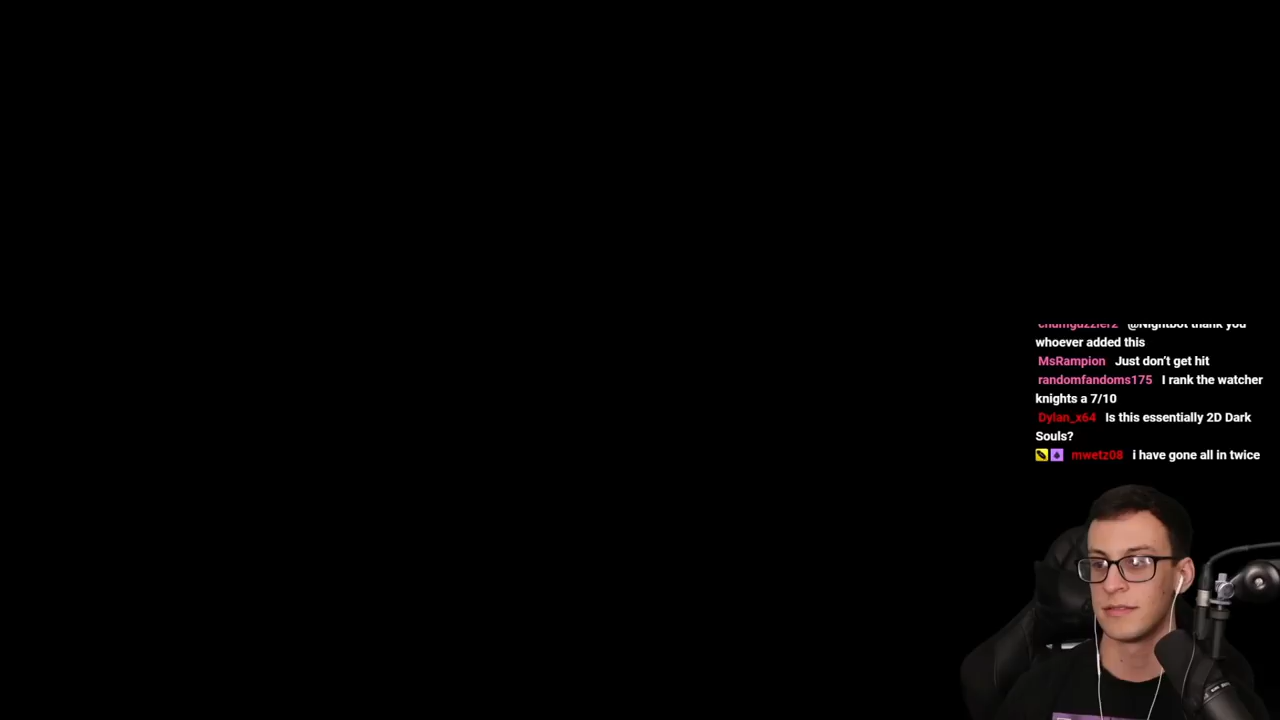 @Nightbot thank you
whoever added this
MsRampion Just don't get hit
randomfandoms175 I rank the watcher
knights a 7/10
Dylan_x64 Is this essentially 2D Dark
Souls?
mwetz08 i have gone all in twice